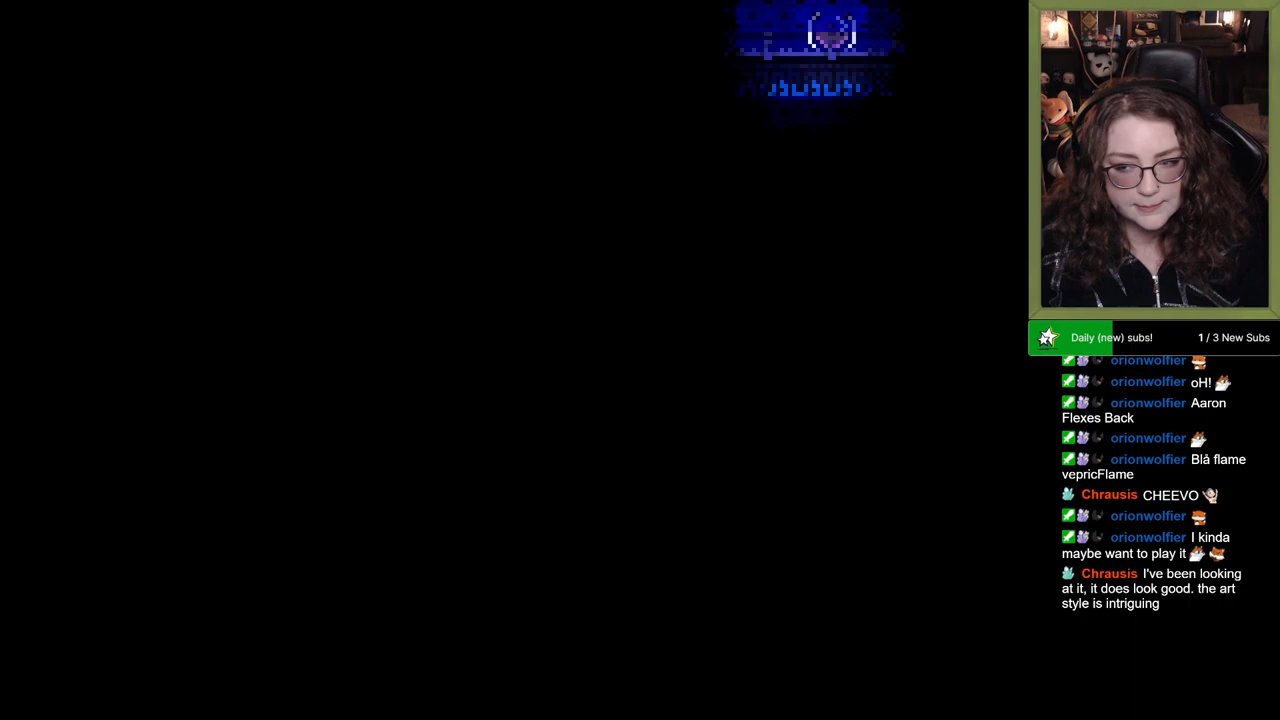 Daily (new) subs! 1 / 3 New Subs
orionwolfier
orionwolfier oH!
orionwolfier Aaron
Flexes Back
orionwolfier
orionwolfier Blå flame
vepricFlame
Chrausis CHEEVO
orionwolfier
orionwolfier I kinda
maybe want to play it
Chrausis I've been looking
at it, it does look good. the art
style is intriguing